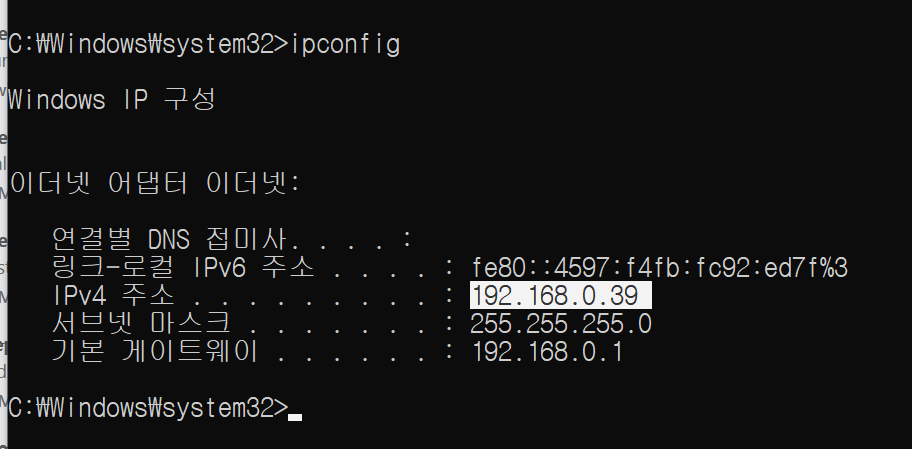 C:₩Windows₩system32>ipconfig
Windows IP 구성
이더넷 어댑터 이더넷:
연결별 DNS 접미사. . . . :
링크-로컬 IPv6 주소 . . . . : fe80::4597:f4fb:fc92:ed7f%3
IPv4 주소 . . . . . . . . . : 192.168.0.39
서브넷 마스크 . . . . . . . : 255.255.255.0
기본 게이트웨이 . . . . . . : 192.168.0.1
C:₩Windows₩system32>